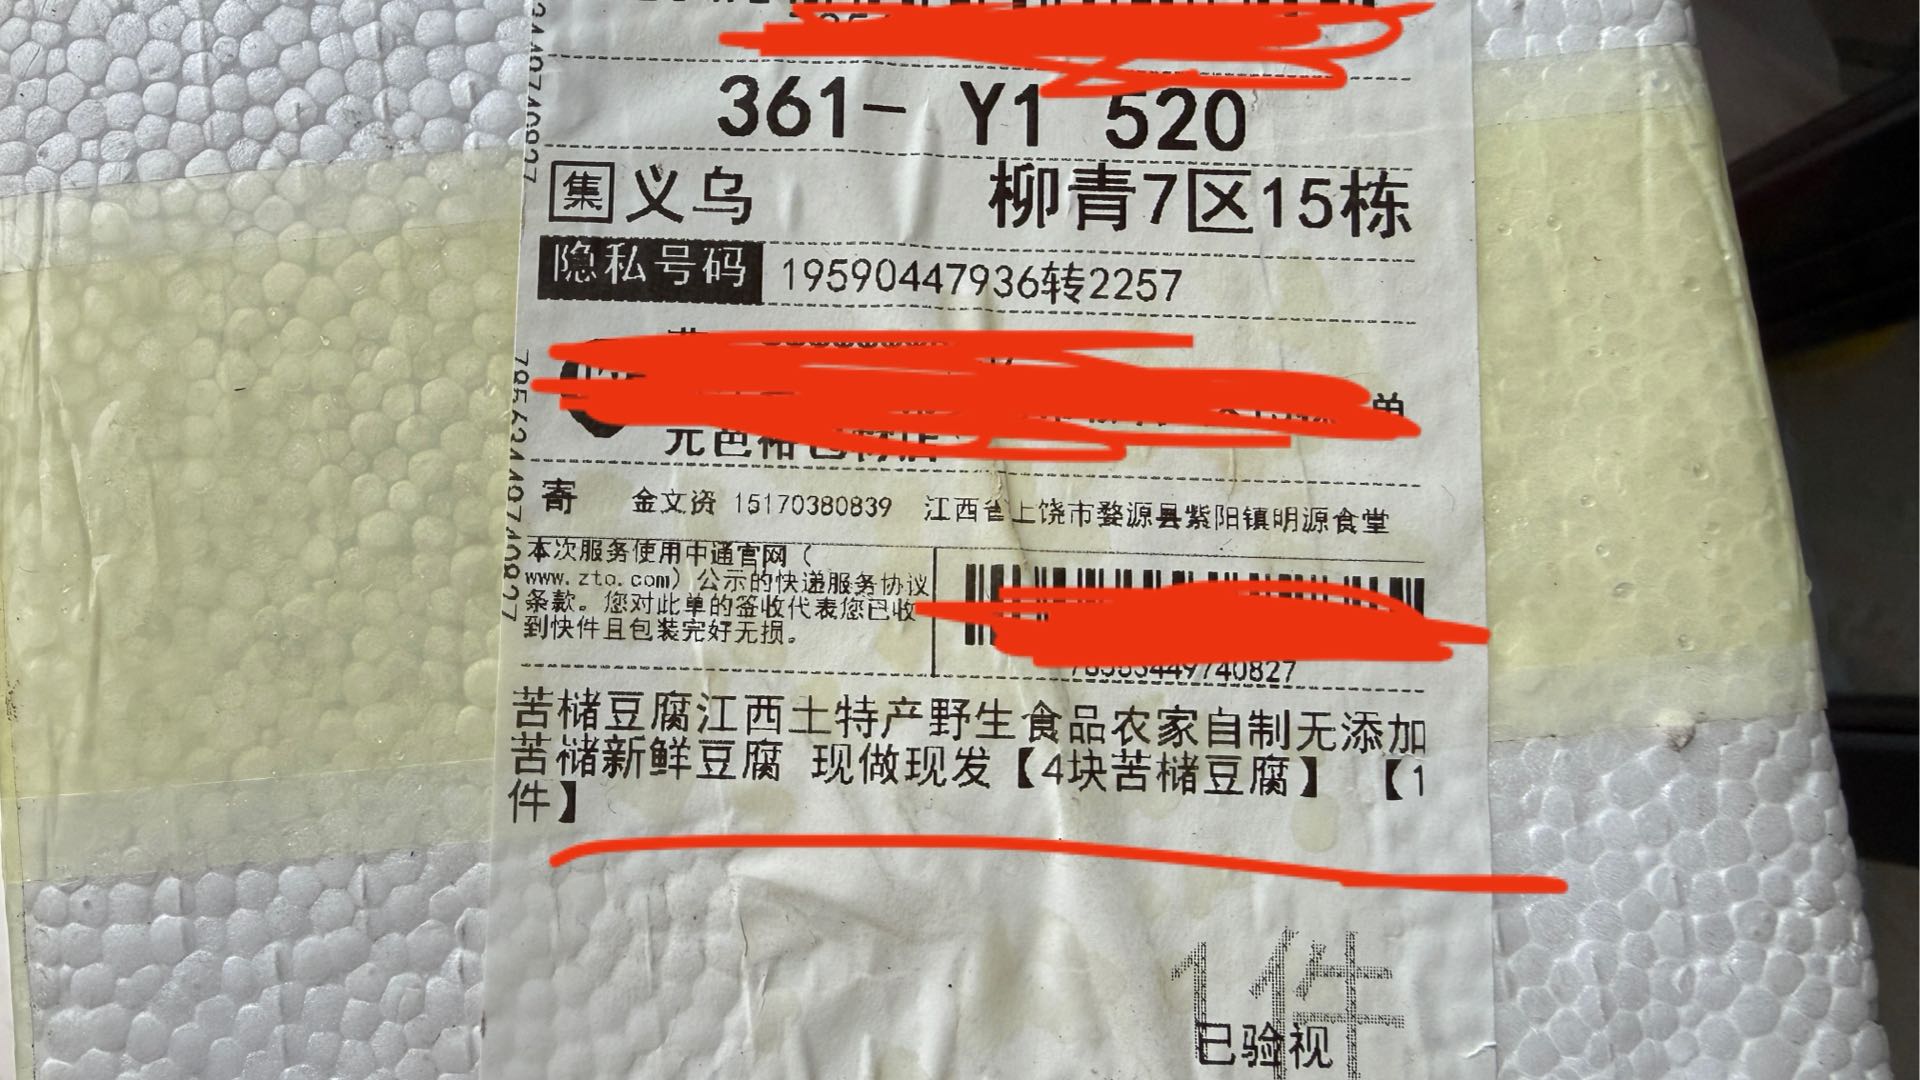 361- Y1 520
集 义乌 柳青7区15栋
隐私号码 19590447936转2257
单
寄 金文资 15170380839 江西省上饶市婺源县紫阳镇明源食堂
本次服务使用中通官网（
www.zto.com）公示的快递服务协议
条款。您对此单的签收代表您已收
到快件且包装完好无损。
苦槠豆腐江西土特产野生食品农家自制无添加
苦槠新鲜豆腐 现做现发【4块苦槠豆腐】 【1
件】
1件
已验视